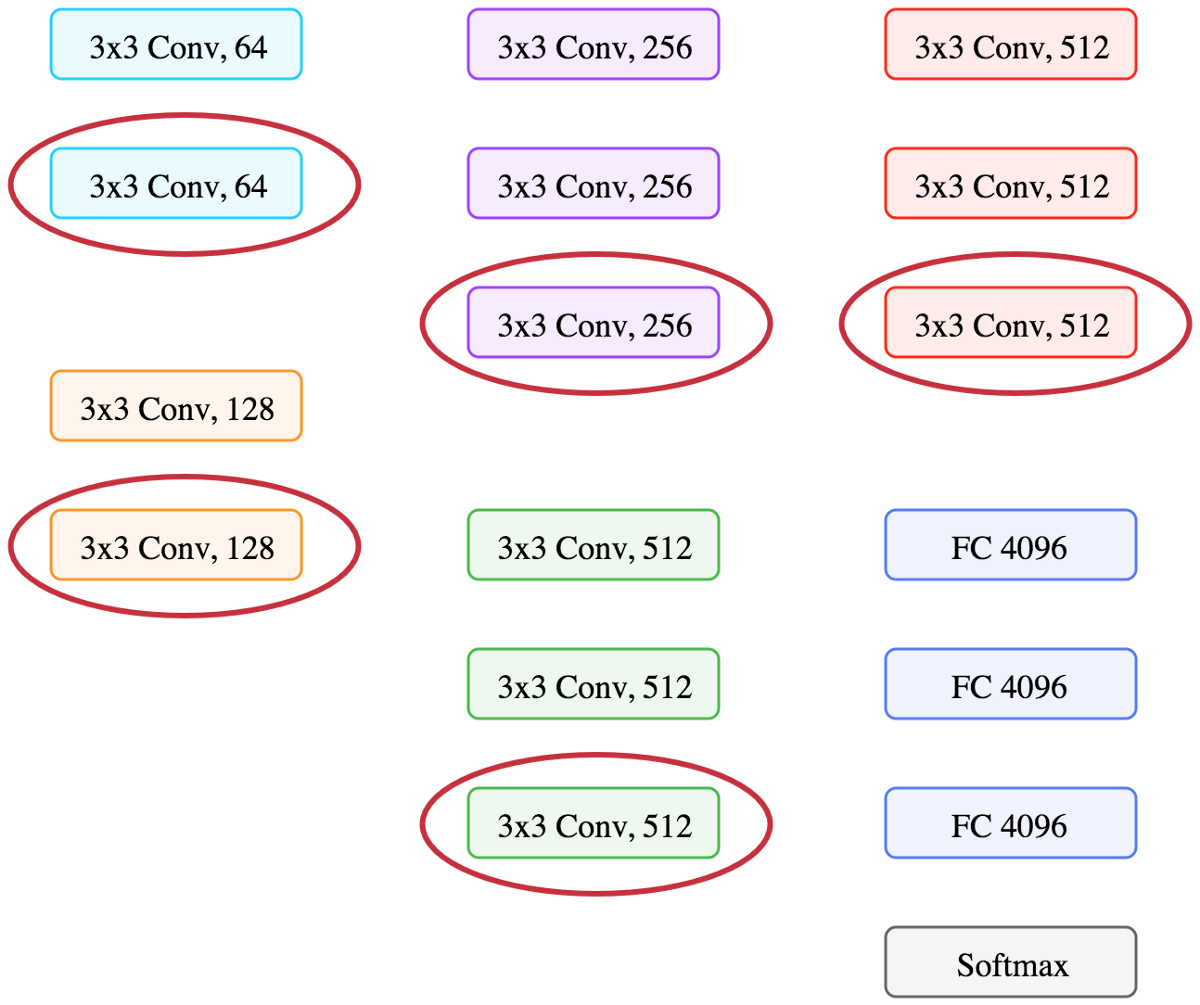 3x3 Conv, 64
3x3 Conv, 64
3x3 Conv, 128
3x3 Conv, 128
3x3 Conv, 256
3x3 Conv, 256
3x3 Conv, 256
3x3 Conv, 512
3x3 Conv, 512
3x3 Conv, 512
3x3 Conv, 512
3x3 Conv, 512
3x3 Conv, 512
FC 4096
FC 4096
FC 4096
Softmax